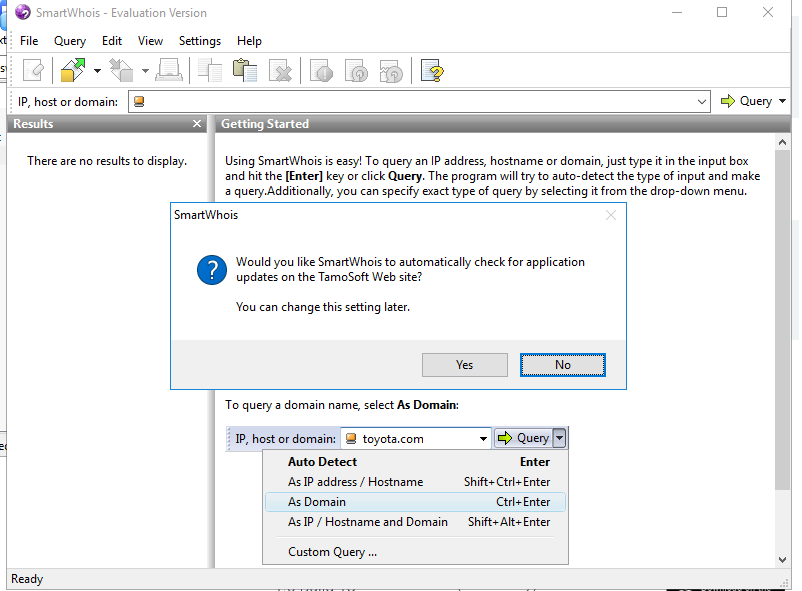 SmartWhois - Evaluation Version
File Query Edit View Settings Help
IP, host or domain: Query
Results
Getting Started
There are no results to display.
Using SmartWhois is easy! To query an IP address, hostname or domain, just type it in the input box
and hit the [Enter] key or click Query. The program will try to auto-detect the type of input and make
a query.Additionally, you can specify exact type of query by selecting it from the drop-down menu.
SmartWhois
Would you like SmartWhois to automatically check for application
updates on the TamoSoft Web site?
You can change this setting later.
Yes No
To query a domain name, select As Domain:
IP, host or domain: toyota.com Query
Auto Detect Enter
As IP address / Hostname Shift+Ctrl+Enter
As Domain Ctrl+Enter
As IP / Hostname and Domain Shift+Alt+Enter
Custom Query ...
Ready